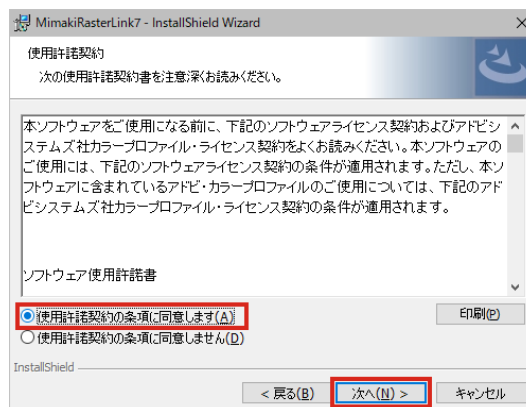 MimakiRasterLink7 - InstallShield Wizard
使用許諾契約
次の使用許諾契約書を注意深くお読みください。
本ソフトウェアをご使用になる前に、下記のソフトウェアライセンス契約およびアドビシ
ステムズ社カラープロファイル・ライセンス契約をよくお読みください。本ソフトウェアの
ご使用には、下記のソフトウェアライセンス契約の条件が適用されます。ただし、本ソ
フトウェアに含まれているアドビ・カラープロファイルのご使用については、下記のアド
ビシステムズ社カラープロファイル・ライセンス契約の条件が適用されます。
ソフトウェア使用許諾書
使用許諾契約の条項に同意します(A)
印刷(P)
使用許諾契約の条項に同意しません(D)
InstallShield
< 戻る(B)
次へ(N) >
キャンセル